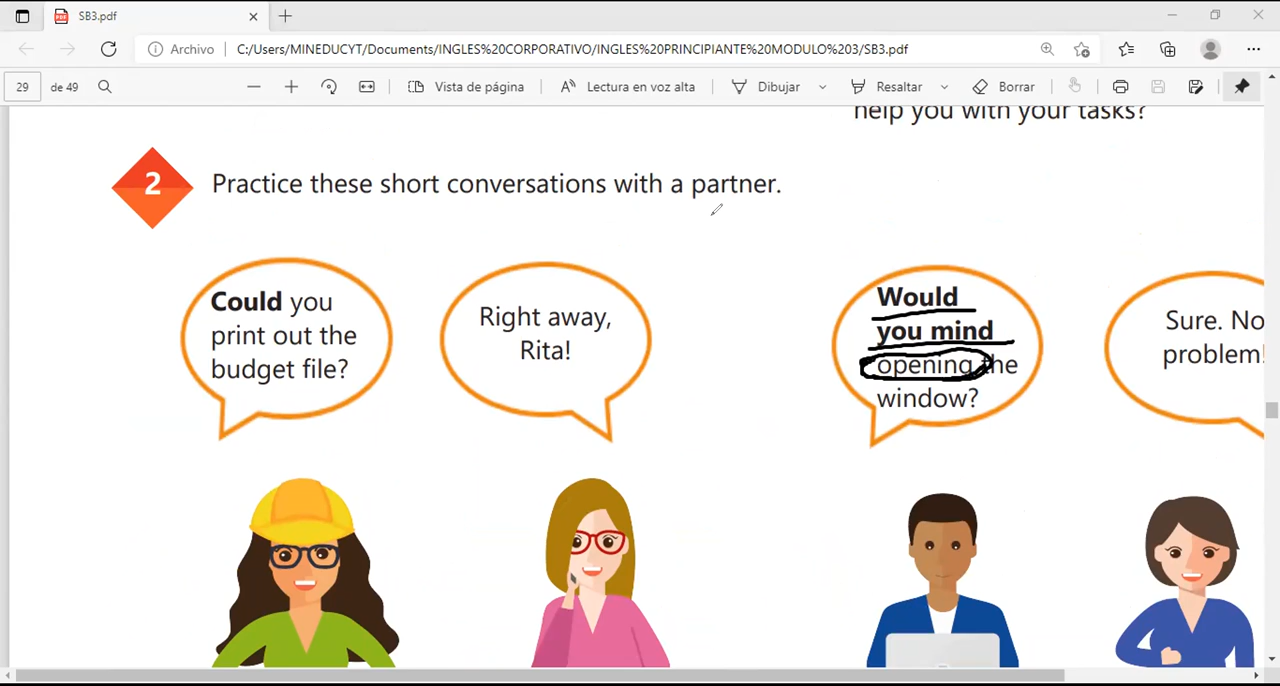 SB3.pdf
Archivo C:/Users/MINEDUCYT/Documents/INGLES%20CORPORATIVO/INGLES%20PRINCIPIANTE%20MODULO%203/SB3.pdf
29 de 49 Vista de página Lectura en voz alta Dibujar Resaltar Borrar
help you with your tasks?
2 Practice these short conversations with a partner.
Could you
print out the
budget file?
Right away,
Rita!
Would
you mind
opening the
window?
Sure. No
problem!